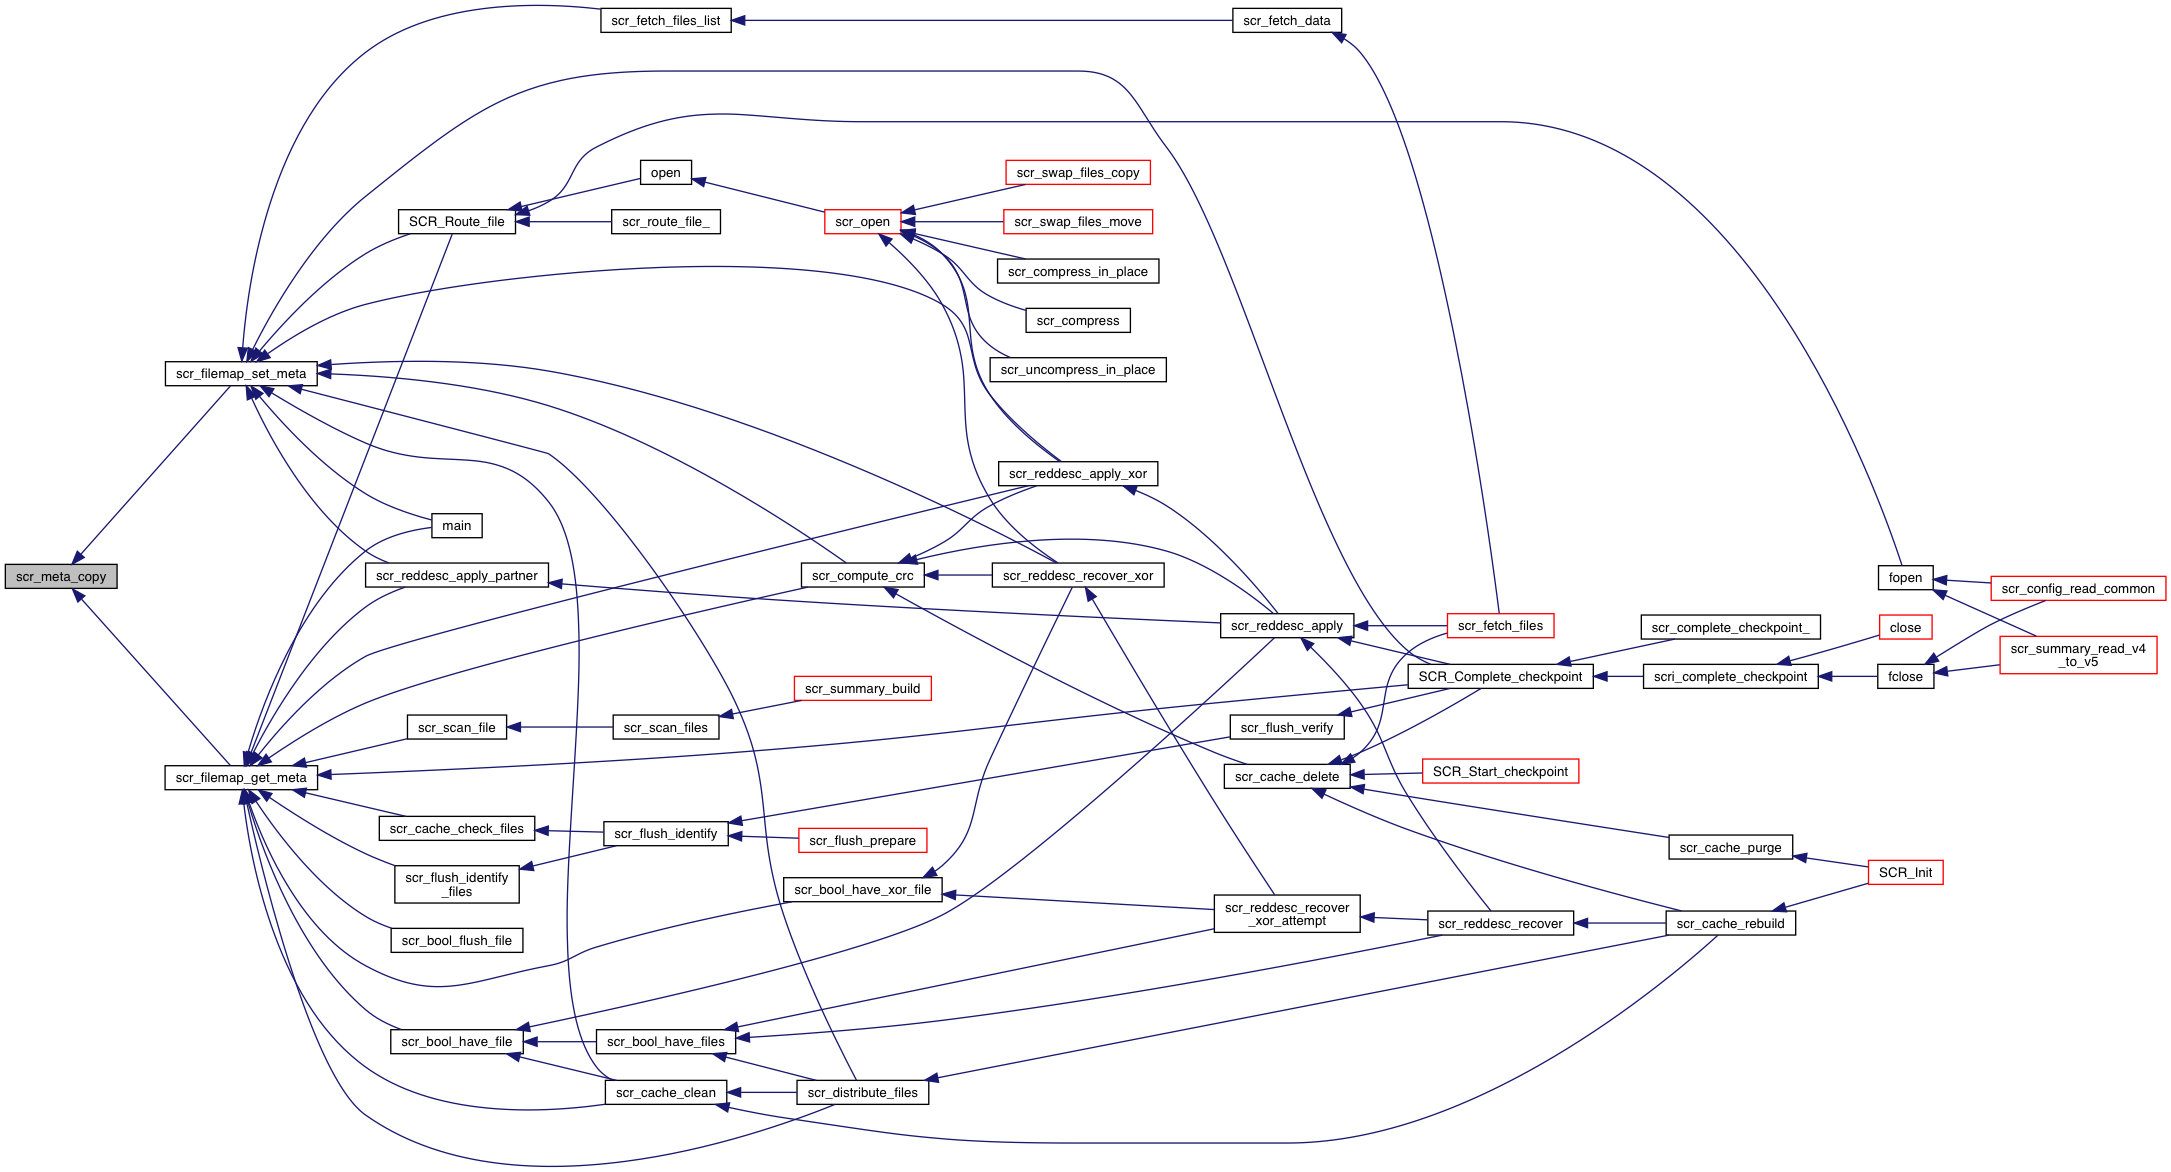 scr_fetch_files_list
scr_fetch_data
open
scr_swap_files_copy
SCR_Route_file
scr_route_file_
scr_open
scr_swap_files_move
scr_compress_in_place
scr_compress
scr_filemap_set_meta
scr_uncompress_in_place
scr_reddesc_apply_xor
main
scr_meta_copy
scr_reddesc_apply_partner
scr_compute_crc
scr_reddesc_recover_xor
fopen
scr_config_read_common
scr_reddesc_apply
scr_fetch_files
scr_complete_checkpoint_
close
scr_summary_read_v4
_to_v5
SCR_Complete_checkpoint
scri_complete_checkpoint
fclose
scr_summary_build
scr_scan_file
scr_scan_files
scr_flush_verify
scr_filemap_get_meta
scr_cache_delete
SCR_Start_checkpoint
scr_cache_check_files
scr_flush_identify
scr_flush_prepare
scr_cache_purge
SCR_Init
scr_flush_identify
_files
scr_bool_have_xor_file
scr_reddesc_recover
_xor_attempt
scr_reddesc_recover
scr_cache_rebuild
scr_bool_flush_file
scr_bool_have_file
scr_bool_have_files
scr_cache_clean
scr_distribute_files